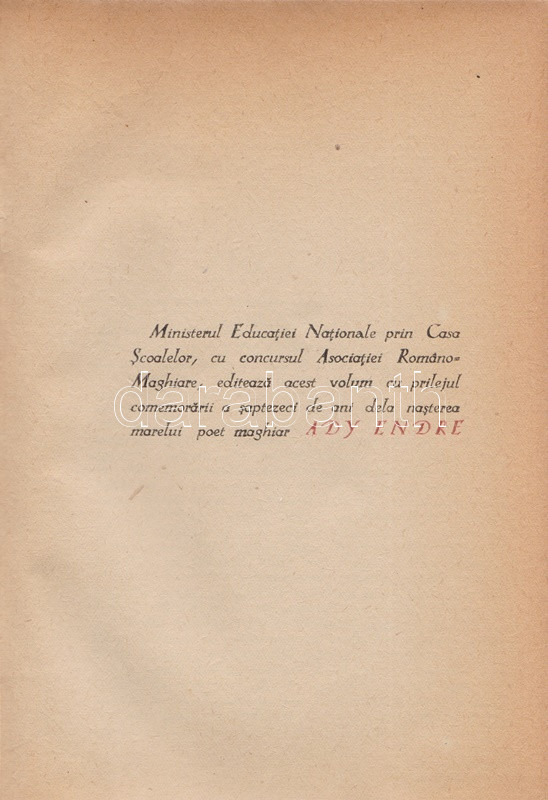 Ministerul Educației Naționale prin Casa
Școalelor, cu concursul Asociației Româno=
Maghiare, editează acest volum cu prilejul
comemorării a șaptezeci de ani dela nașterea
marelui poet maghiar ADY ENDRE
darabanth